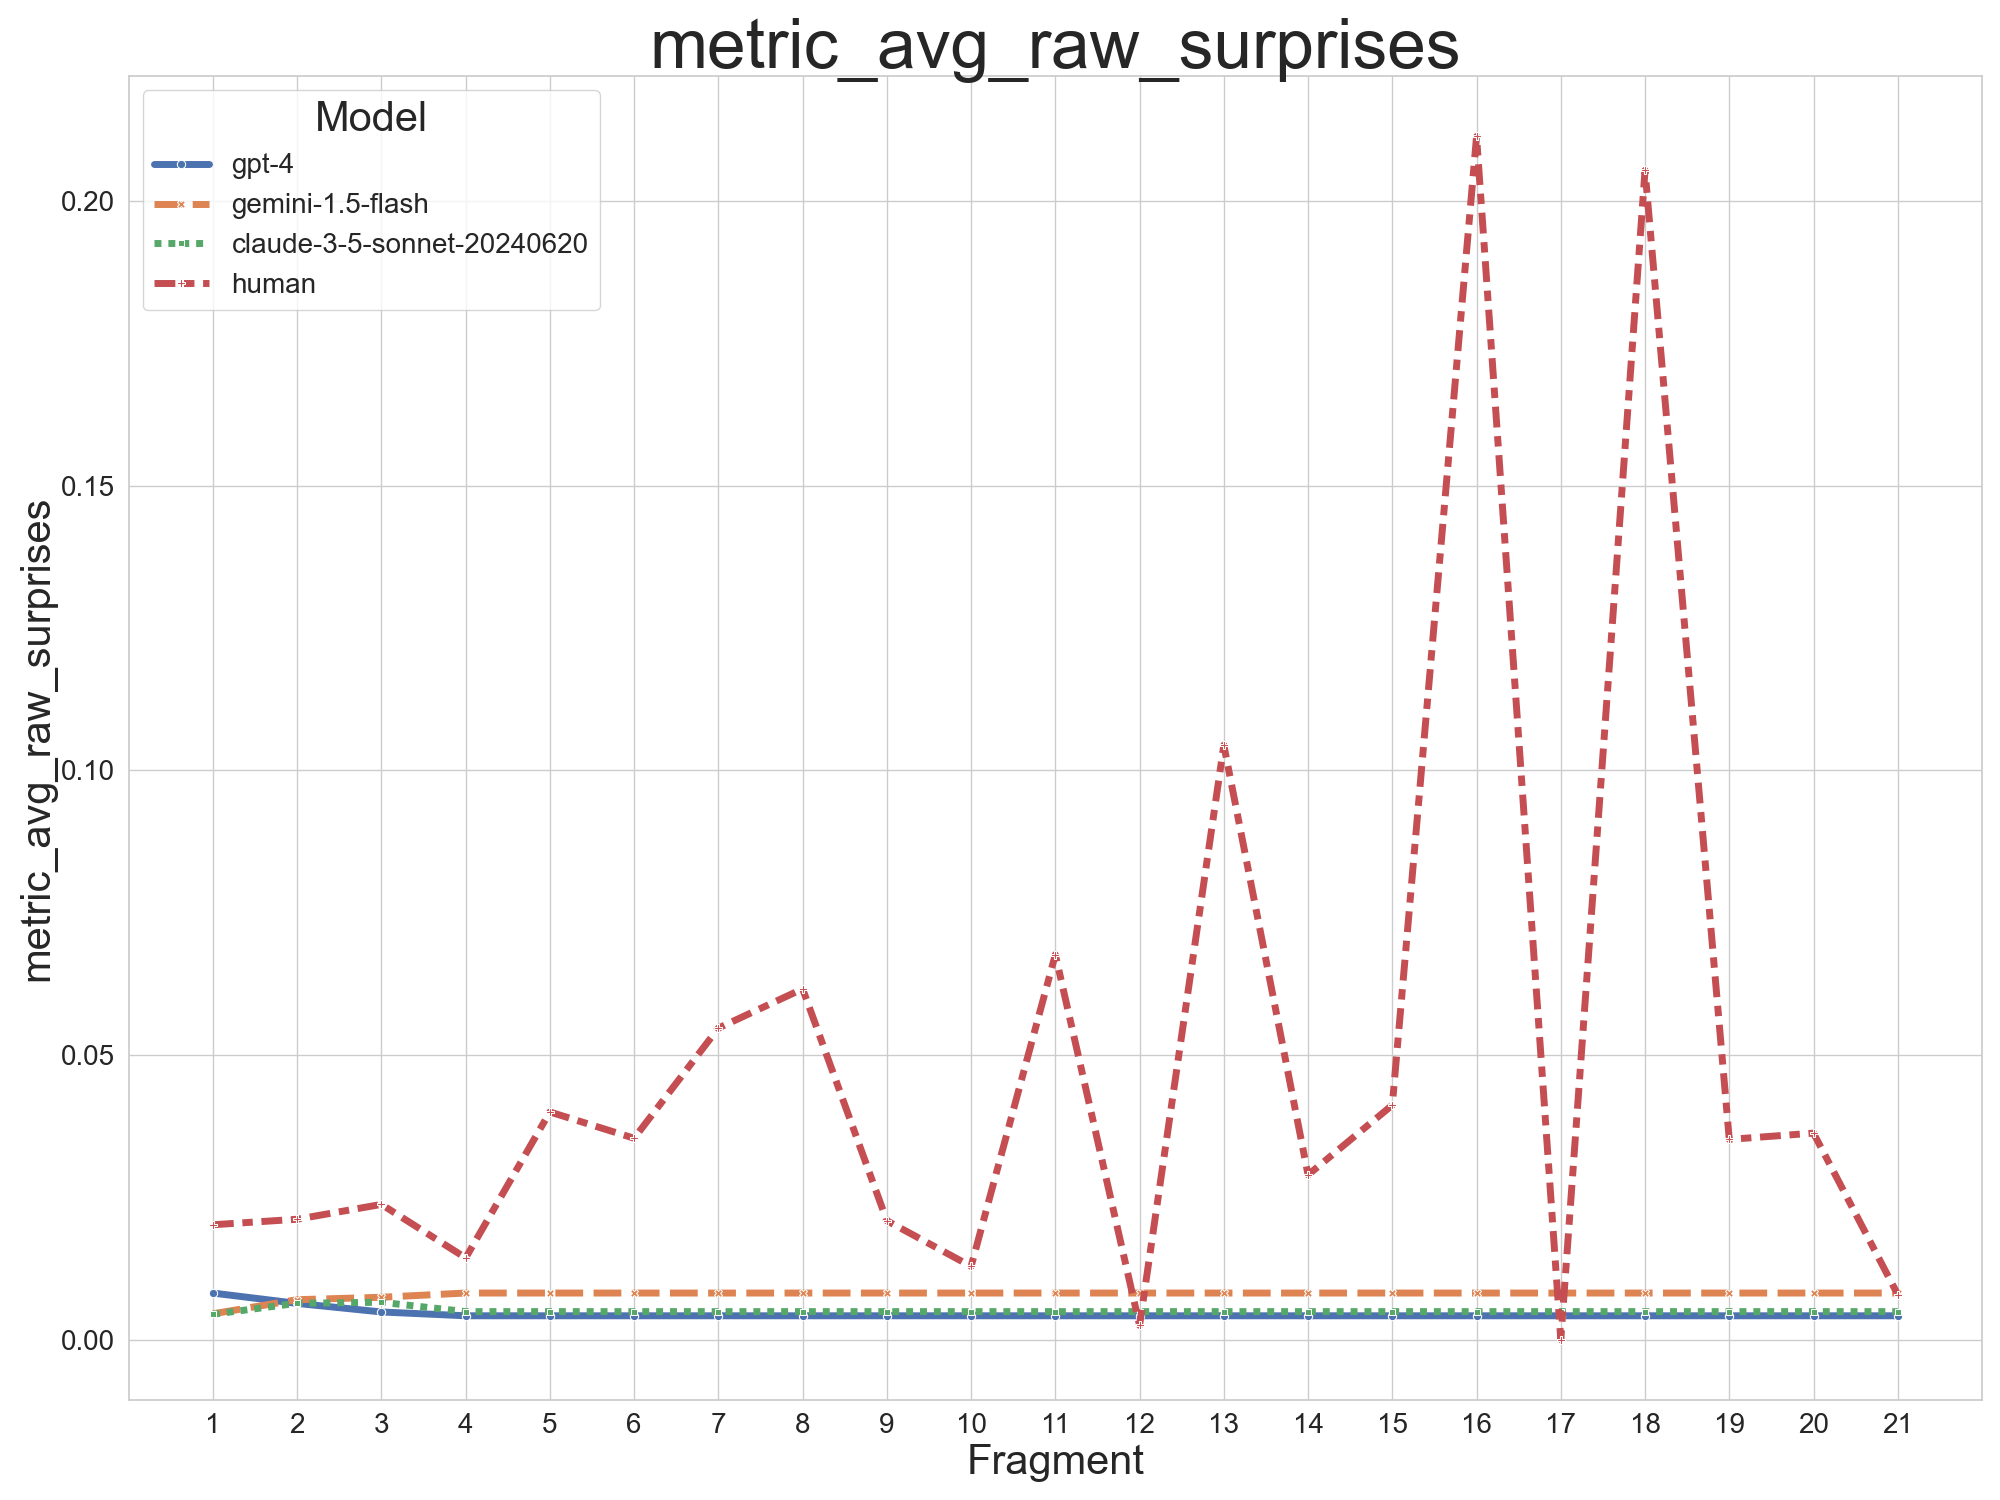 metric_avg_raw_surprises
Model
gpt-4
gemini-1.5-flash
claude-3-5-sonnet-20240620
human
metric_avg_raw_surprises
0.20
0.15
0.10
0.05
0.00
1 2 3 4 5 6 7 8 9 10 11 12 13 14 15 16 17 18 19 20 21
Fragment